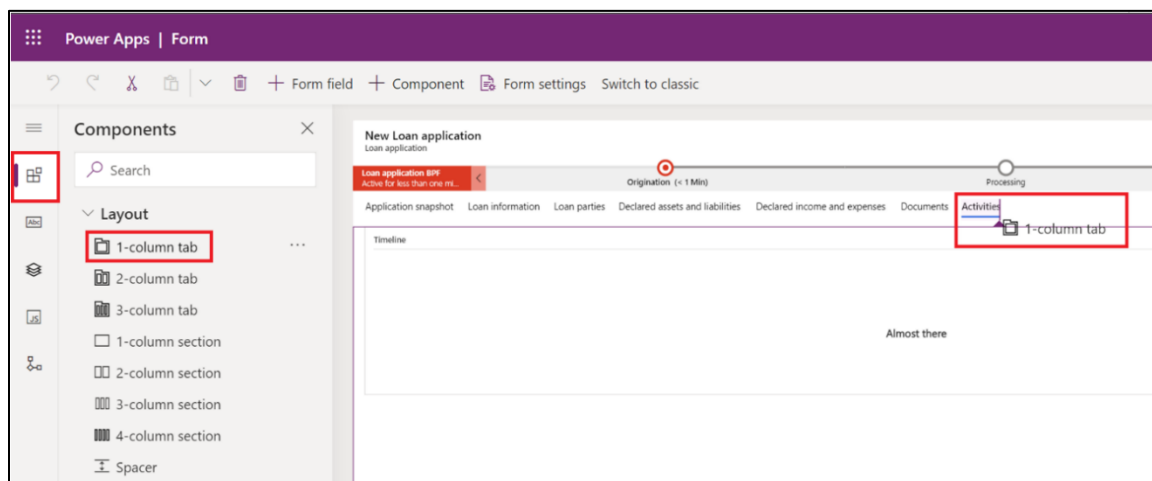 Power Apps | Form
+ Form field + Component Form settings Switch to classic
Components
Search
Layout
1-column tab
2-column tab
3-column tab
1-column section
2-column section
3-column section
4-column section
Spacer
Abc
JS
New Loan application
Loan application
Loan application BPF
Active for less than one mi...
Origination (< 1 Min)
Processing
Application snapshot Loan information Loan parties Declared assets and liabilities Declared income and expenses Documents Activities
1-column tab
Timeline
Almost there